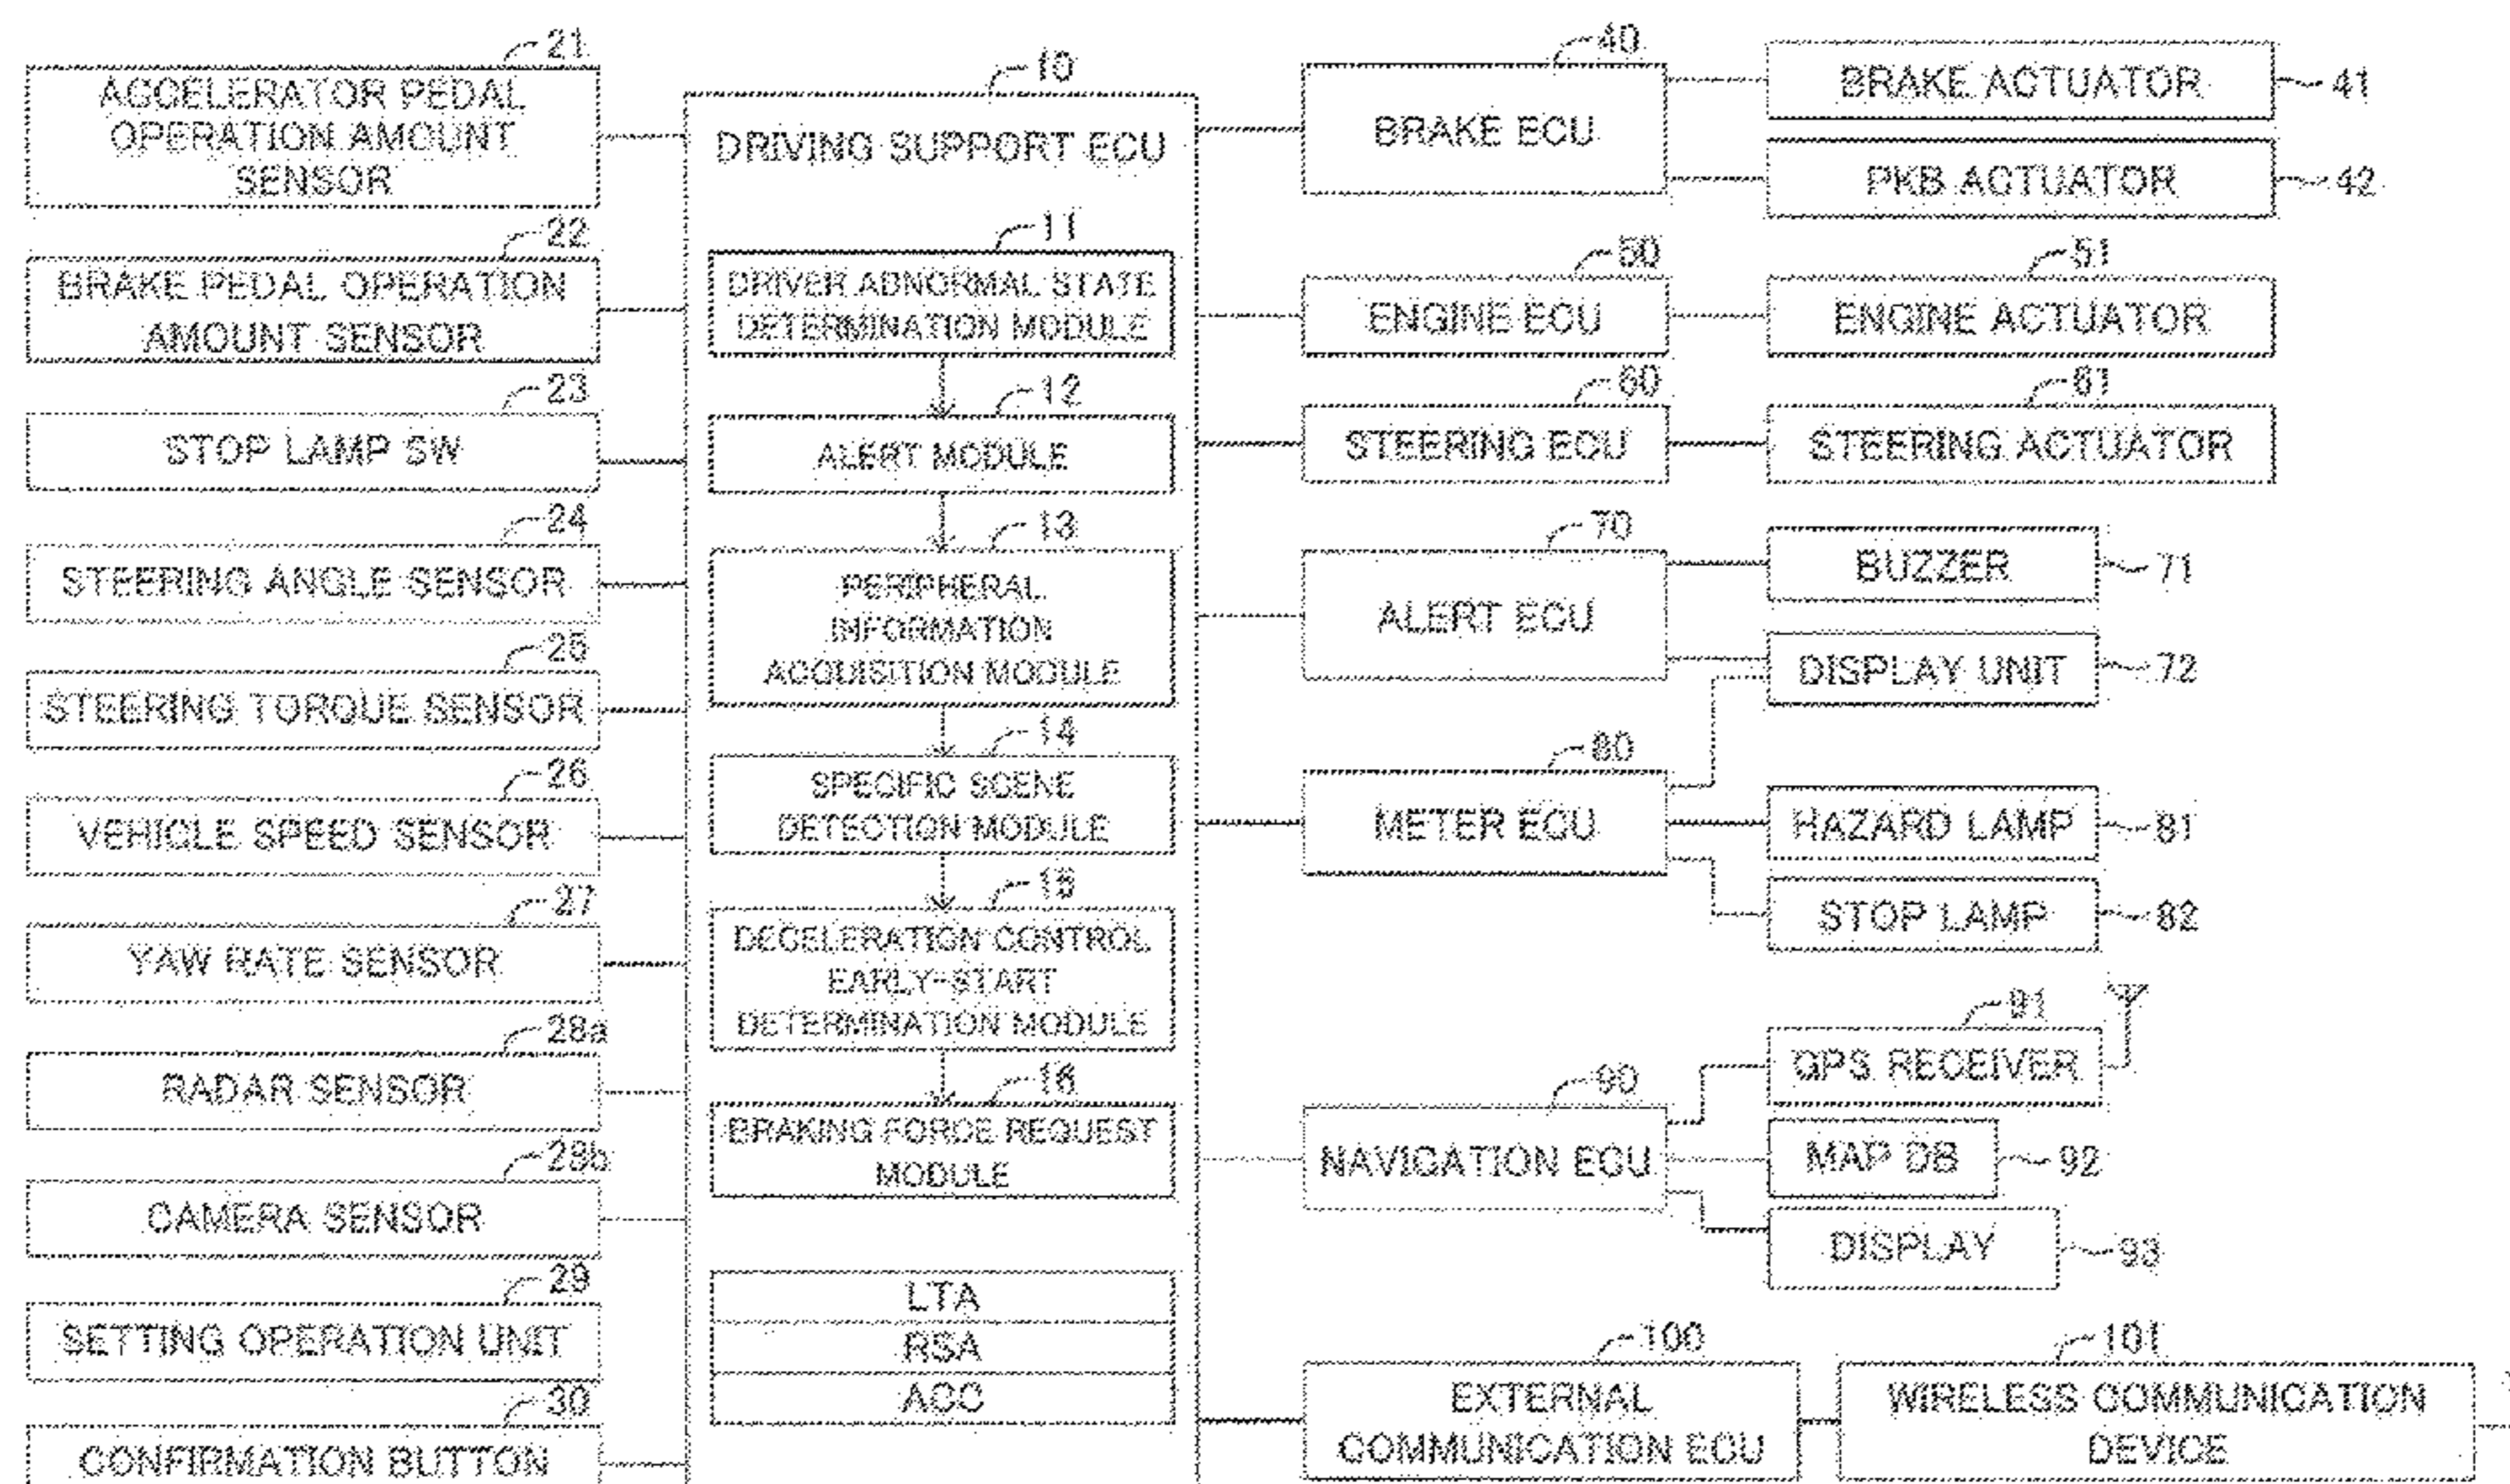 21
ACCELERATOR PEDAL
OPERATION AMOUNT
SENSOR
22
BRAKE PEDAL OPERATION
AMOUNT SENSOR
23
STOP LAMP SW
24
STEERING ANGLE SENSOR
25
STEERING TORQUE SENSOR
26
VEHICLE SPEED SENSOR
27
YAW RATE SENSOR
28a
RADAR SENSOR
28b
CAMERA SENSOR
29
SETTING OPERATION UNIT
30
CONFIRMATION BUTTON
10
DRIVING SUPPORT ECU
11
DRIVER ABNORMAL STATE
DETERMINATION MODULE
12
ALERT MODULE
13
PERIPHERAL
INFORMATION
ACQUISITION MODULE
14
SPECIFIC SCENE
DETECTION MODULE
15
DECELERATION CONTROL
EARLY-START
DETERMINATION MODULE
16
BRAKING FORCE REQUEST
MODULE
LTA
RSA
ACC
40
BRAKE ECU
BRAKE ACTUATOR
41
PKB ACTUATOR
42
50
ENGINE ECU
51
ENGINE ACTUATOR
60
STEERING ECU
61
STEERING ACTUATOR
70
ALERT ECU
BUZZER
71
DISPLAY UNIT
72
80
METER ECU
HAZARD LAMP
81
STOP LAMP
82
90
NAVIGATION ECU
91
GPS RECEIVER
MAP DB
92
DISPLAY
93
100
EXTERNAL
COMMUNICATION ECU
101
WIRELESS COMMUNICATION
DEVICE